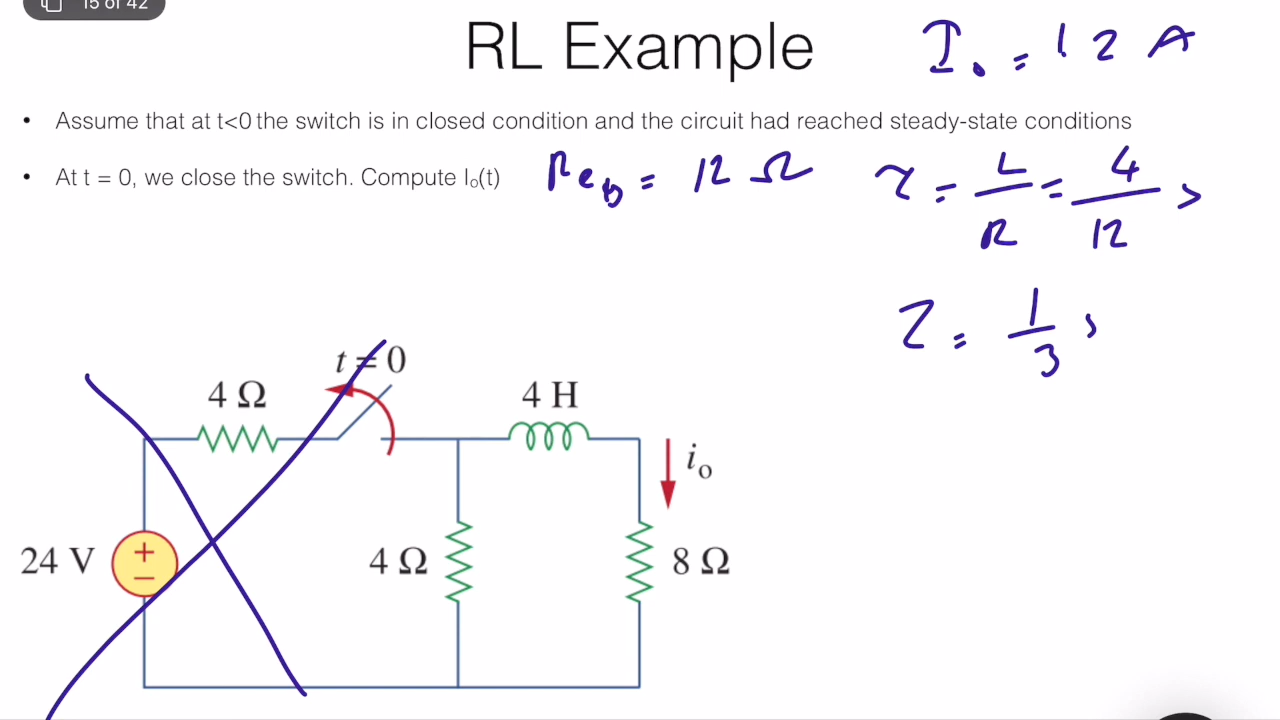 15 of 42
RL Example
I₀ = 12 A
• Assume that at t<0 the switch is in closed condition and the circuit had reached steady-state conditions
• At t = 0, we close the switch. Compute Iₒ(t)
Req = 12 Ω
τ = L/R = 4/12 s
τ = 1/3 s
t = 0
4 Ω
4 H
iₒ
24 V
+
−
4 Ω
8 Ω